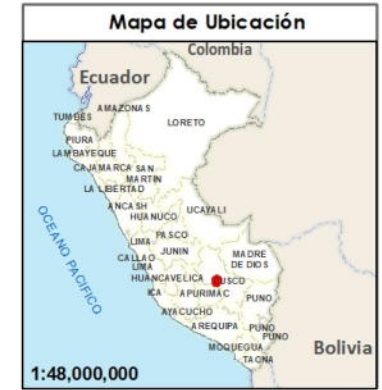 Mapa de Ubicación
Colombia
Ecuador
AMAZONAS
TUMBES
LORETO
PIURA
LAMBAYEQUE
CAJAMARCA
SAN
MARTIN
LA LIBERTAD
ANCASH
HUANUCO
UCAYALI
OCEANO PACIFICO
PASCO
LIMA
JUNIN
CALLAO
LIMA
MADRE
DE DIOS
HUANCAVELICA
CUSCO
ICA
APURIMAC
PUNO
AYACUCHO
AREQUIPA
PUNO
PUNO
MOQUEGUA
TACNA
Bolivia
1:48,000,000